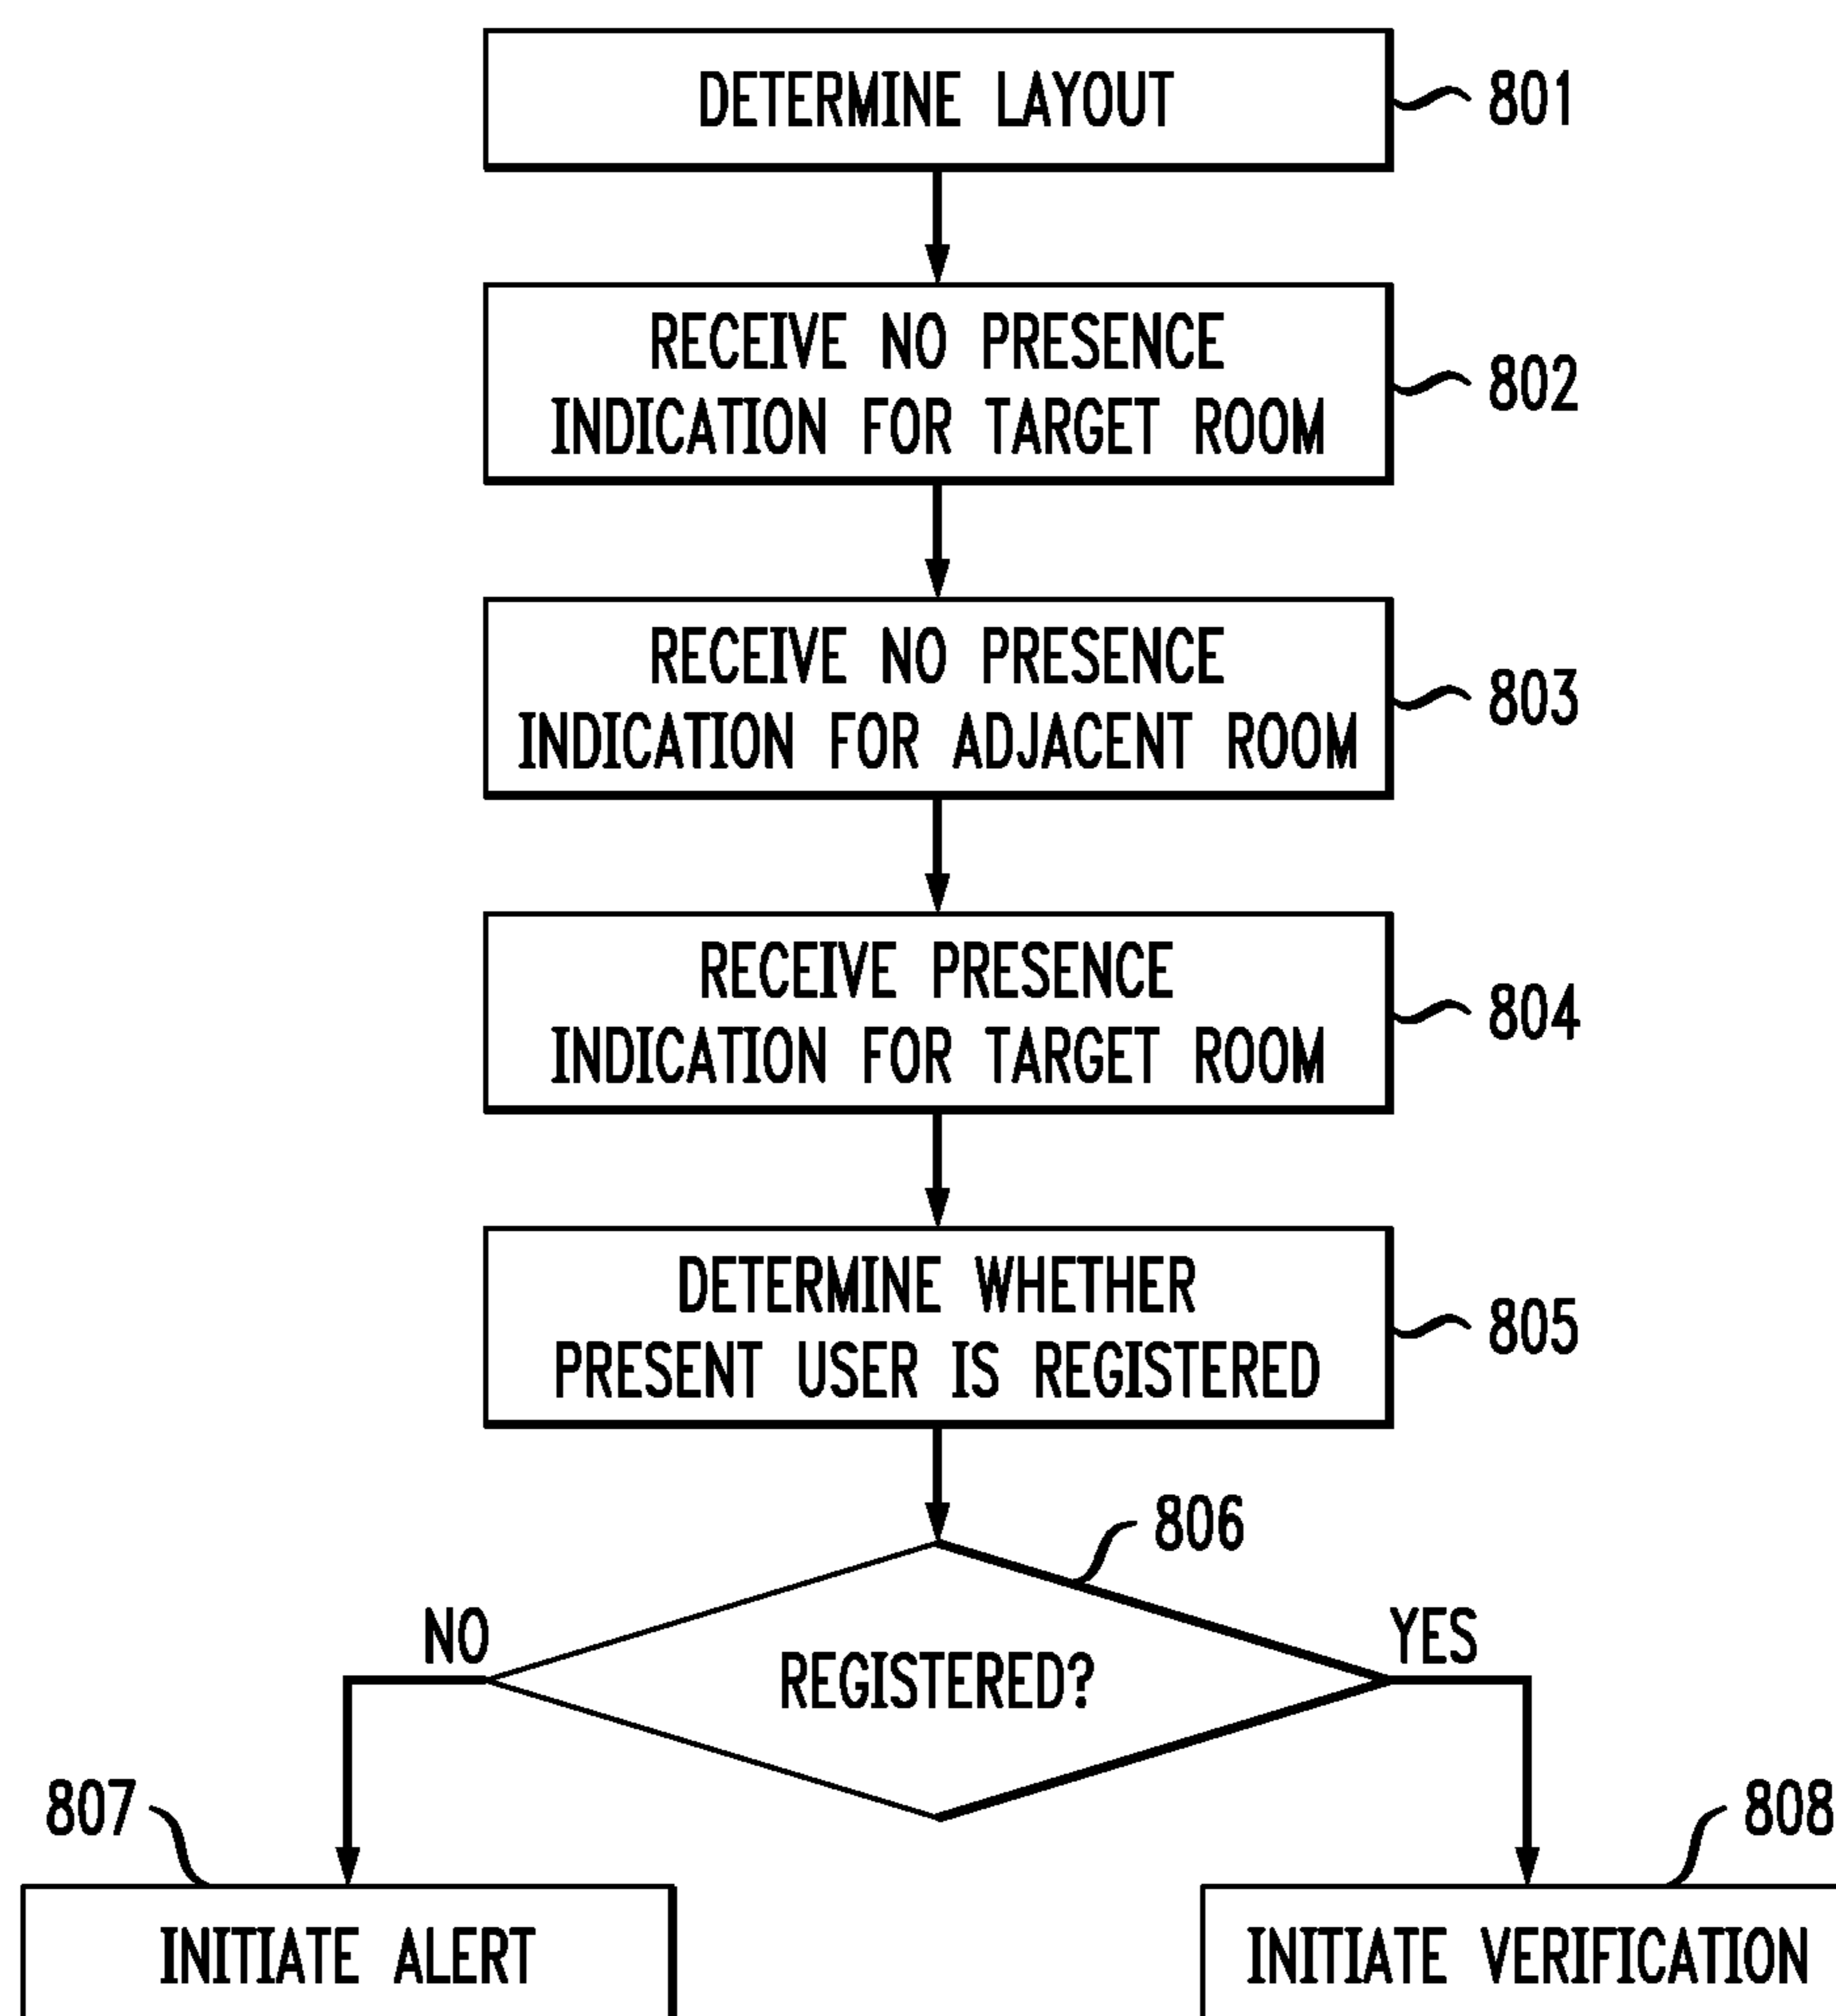 DETERMINE LAYOUT
801
RECEIVE NO PRESENCE
INDICATION FOR TARGET ROOM
802
RECEIVE NO PRESENCE
INDICATION FOR ADJACENT ROOM
803
RECEIVE PRESENCE
INDICATION FOR TARGET ROOM
804
DETERMINE WHETHER
PRESENT USER IS REGISTERED
805
806
NO
REGISTERED?
YES
807
808
INITIATE ALERT
INITIATE VERIFICATION